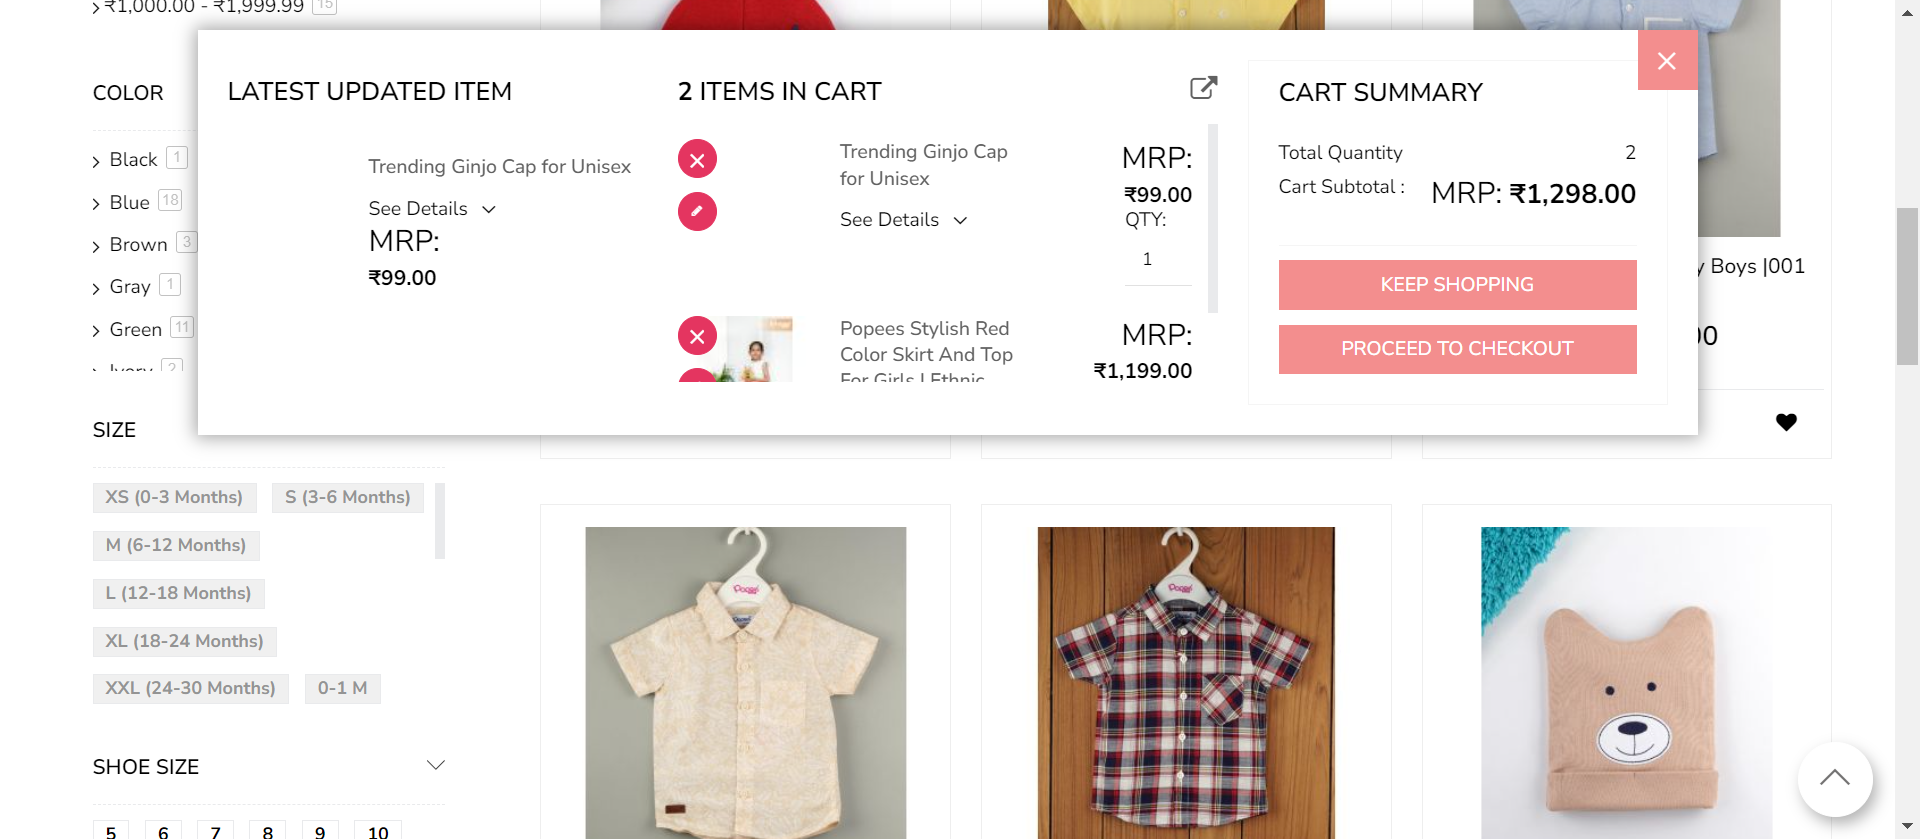 ₹1,000.00 - ₹1,999.99 15
COLOR
Black 1
Blue 18
Brown 3
Gray 1
Green 11
Ivory 2
SIZE
XS (0-3 Months) S (3-6 Months)
M (6-12 Months)
L (12-18 Months)
XL (18-24 Months)
XXL (24-30 Months) 0-1 M
SHOE SIZE
5 6 7 8 9 10
LATEST UPDATED ITEM
Trending Ginjo Cap for Unisex
See Details
MRP:
₹99.00
2 ITEMS IN CART
Trending Ginjo Cap
for Unisex
See Details
MRP:
₹99.00
QTY:
1
Popees Stylish Red
Color Skirt And Top
For Girls | Ethnic
MRP:
₹1,199.00
CART SUMMARY
Total Quantity 2
Cart Subtotal : MRP: ₹1,298.00
KEEP SHOPPING
PROCEED TO CHECKOUT
y Boys |001
00